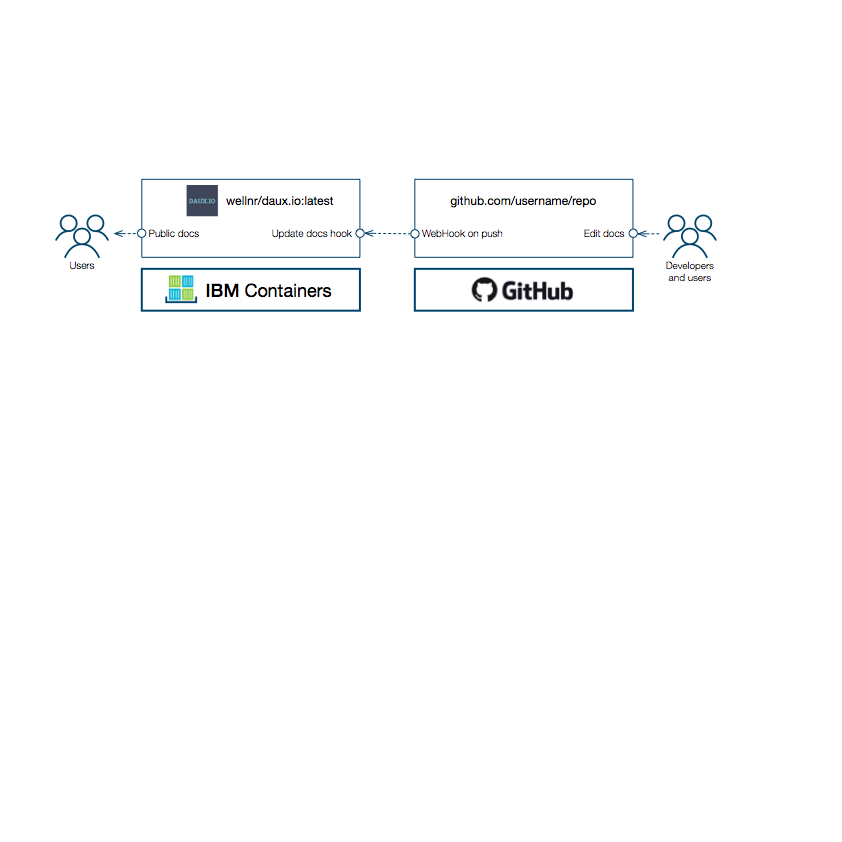 DAUX.IO
wellnr/daux.io:latest
github.com/username/repo
Public docs
Update docs hook
WebHook on push
Edit docs
Users
Developers
and users
IBM Containers
GitHub